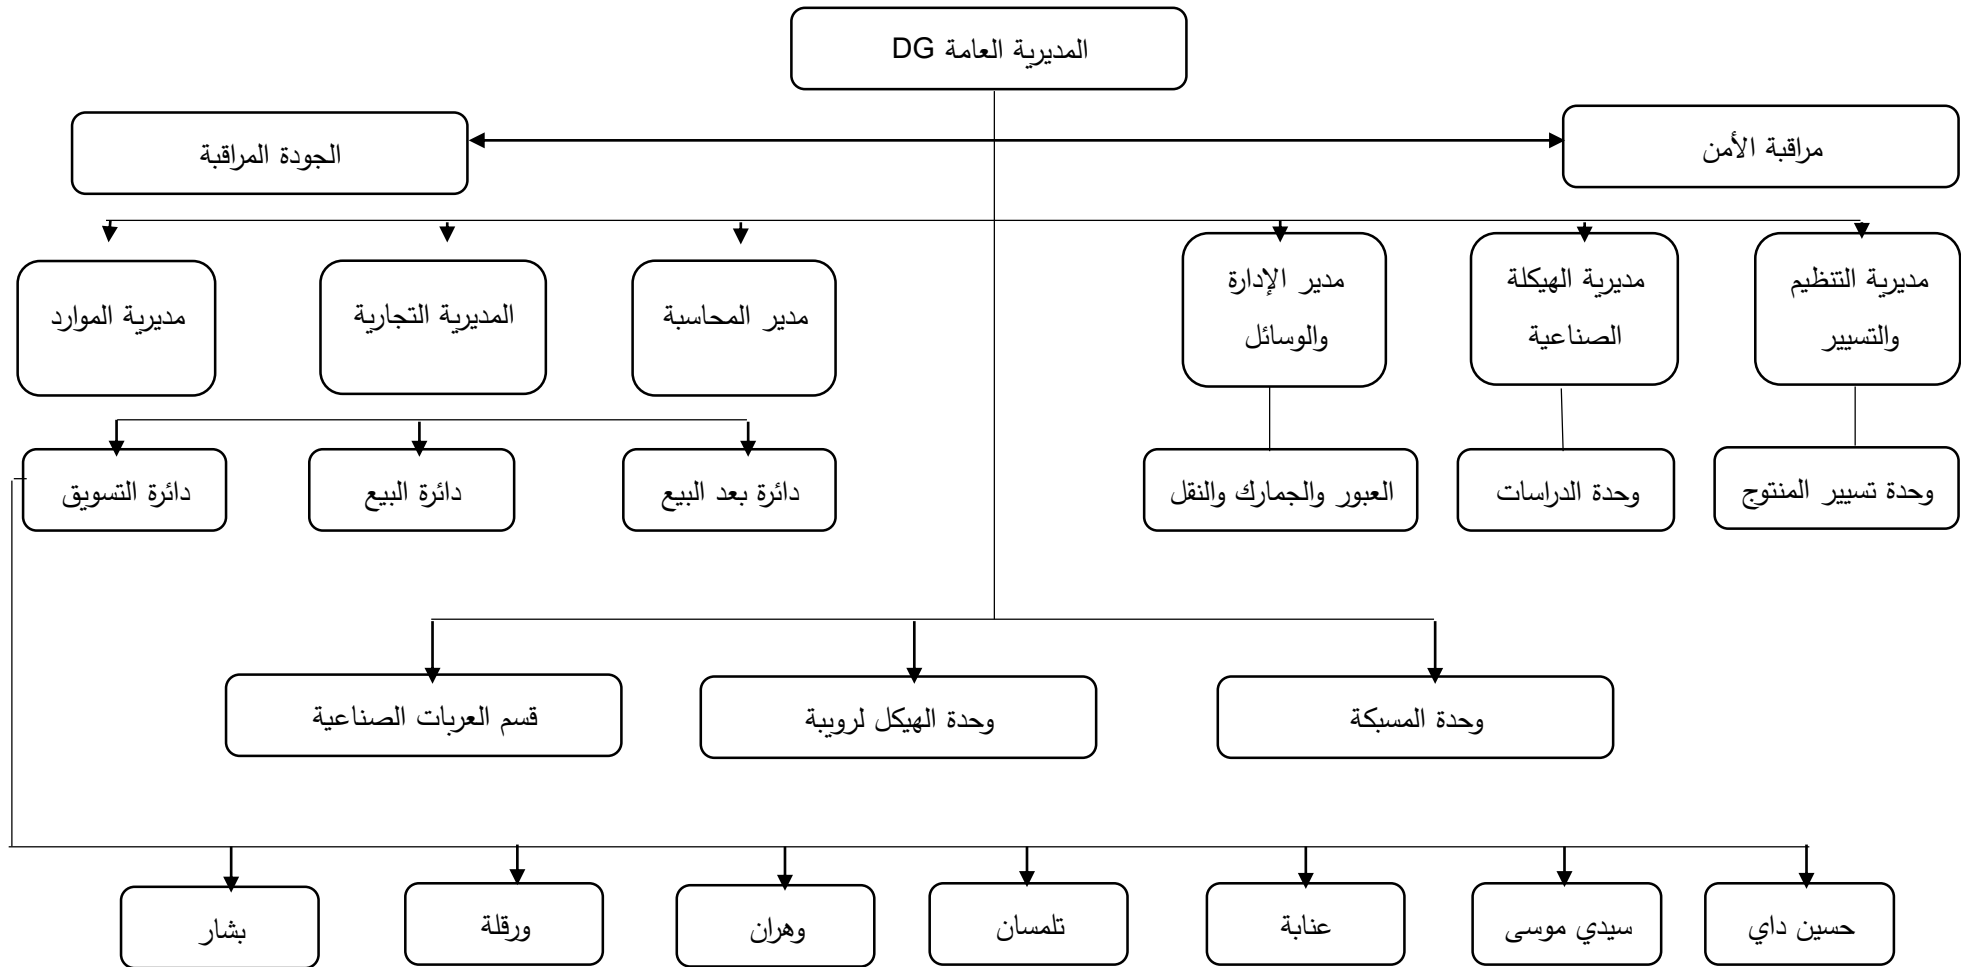 المديرية العامة DG
مراقبة الأمن
الجودة المراقبة
مديرية التنظيم
والتسيير
مديرية الهيكلة
الصناعية
مدير الإدارة
والوسائل
مدير المحاسبة
المديرية التجارية
مديرية الموارد
وحدة تسيير المنتوج
وحدة الدراسات
العبور والجمارك والنقل
دائرة بعد البيع
دائرة البيع
دائرة التسويق
وحدة المسبكة
وحدة الهيكل لرويبة
قسم العربات الصناعية
حسين داي
سيدي موسى
عنابة
تلمسان
وهران
ورقلة
بشار